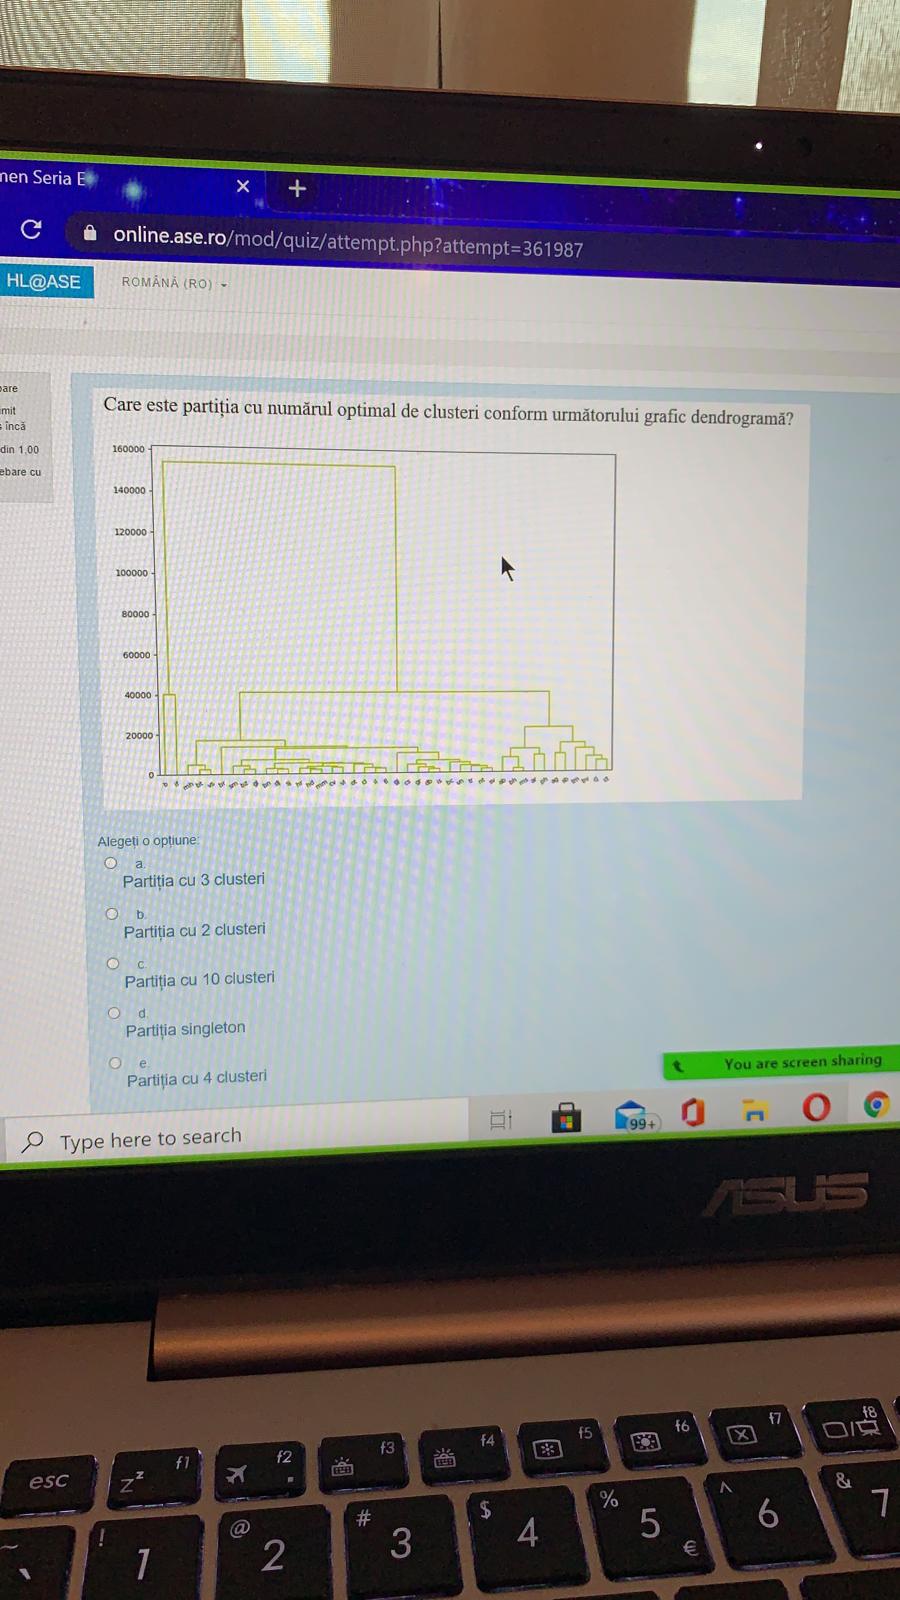 men Seria E
online.ase.ro/mod/quiz/attempt.php?attempt=361987
HL@ASE
ROMÂNĂ (RO)
încă
din 1,00
cu
Care este partiția cu numărul optimal de clusteri conform următorului grafic dendrogramă?
160000
140000
120000
100000
80000
60000
40000
20000
0
Alegeți o opțiune:
a.
Partiția cu 3 clusteri
b.
Partiția cu 2 clusteri
c.
Partiția cu 10 clusteri
d.
Partiția singleton
e.
Partiția cu 4 clusteri
You are screen sharing
Type here to search
99+
ASUS
esc
f1
f2
f3
f4
f5
f6
f7
f8
zz
~
`
! 1
@ 2
# 3
$ 4
% 5 €
^ 6
& 7